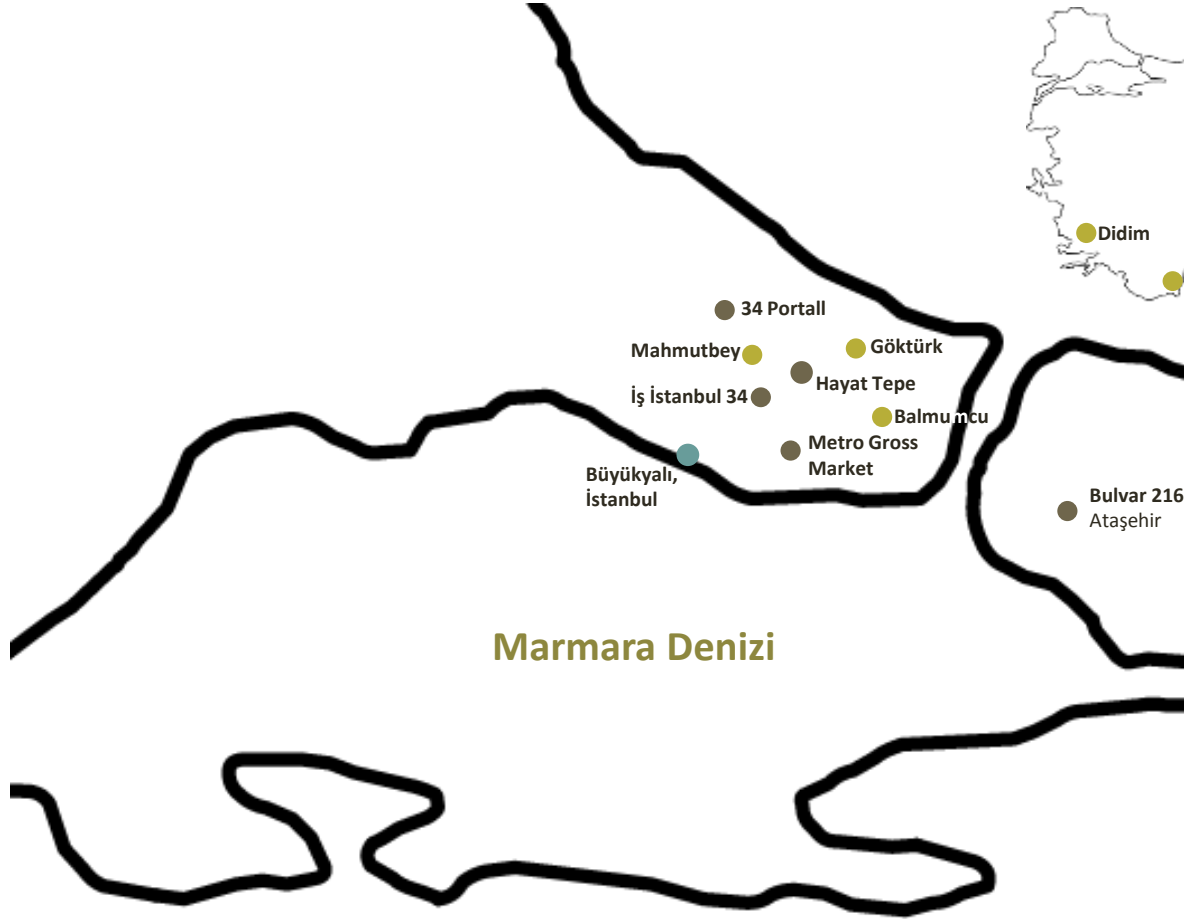 Didim
34 Portall
Mahmutbey
Göktürk
Hayat Tepe
İş İstanbul 34
Balmumcu
Metro Gross
Market
Büyükyalı,
İstanbul
Bulvar 216
Ataşehir
Marmara Denizi